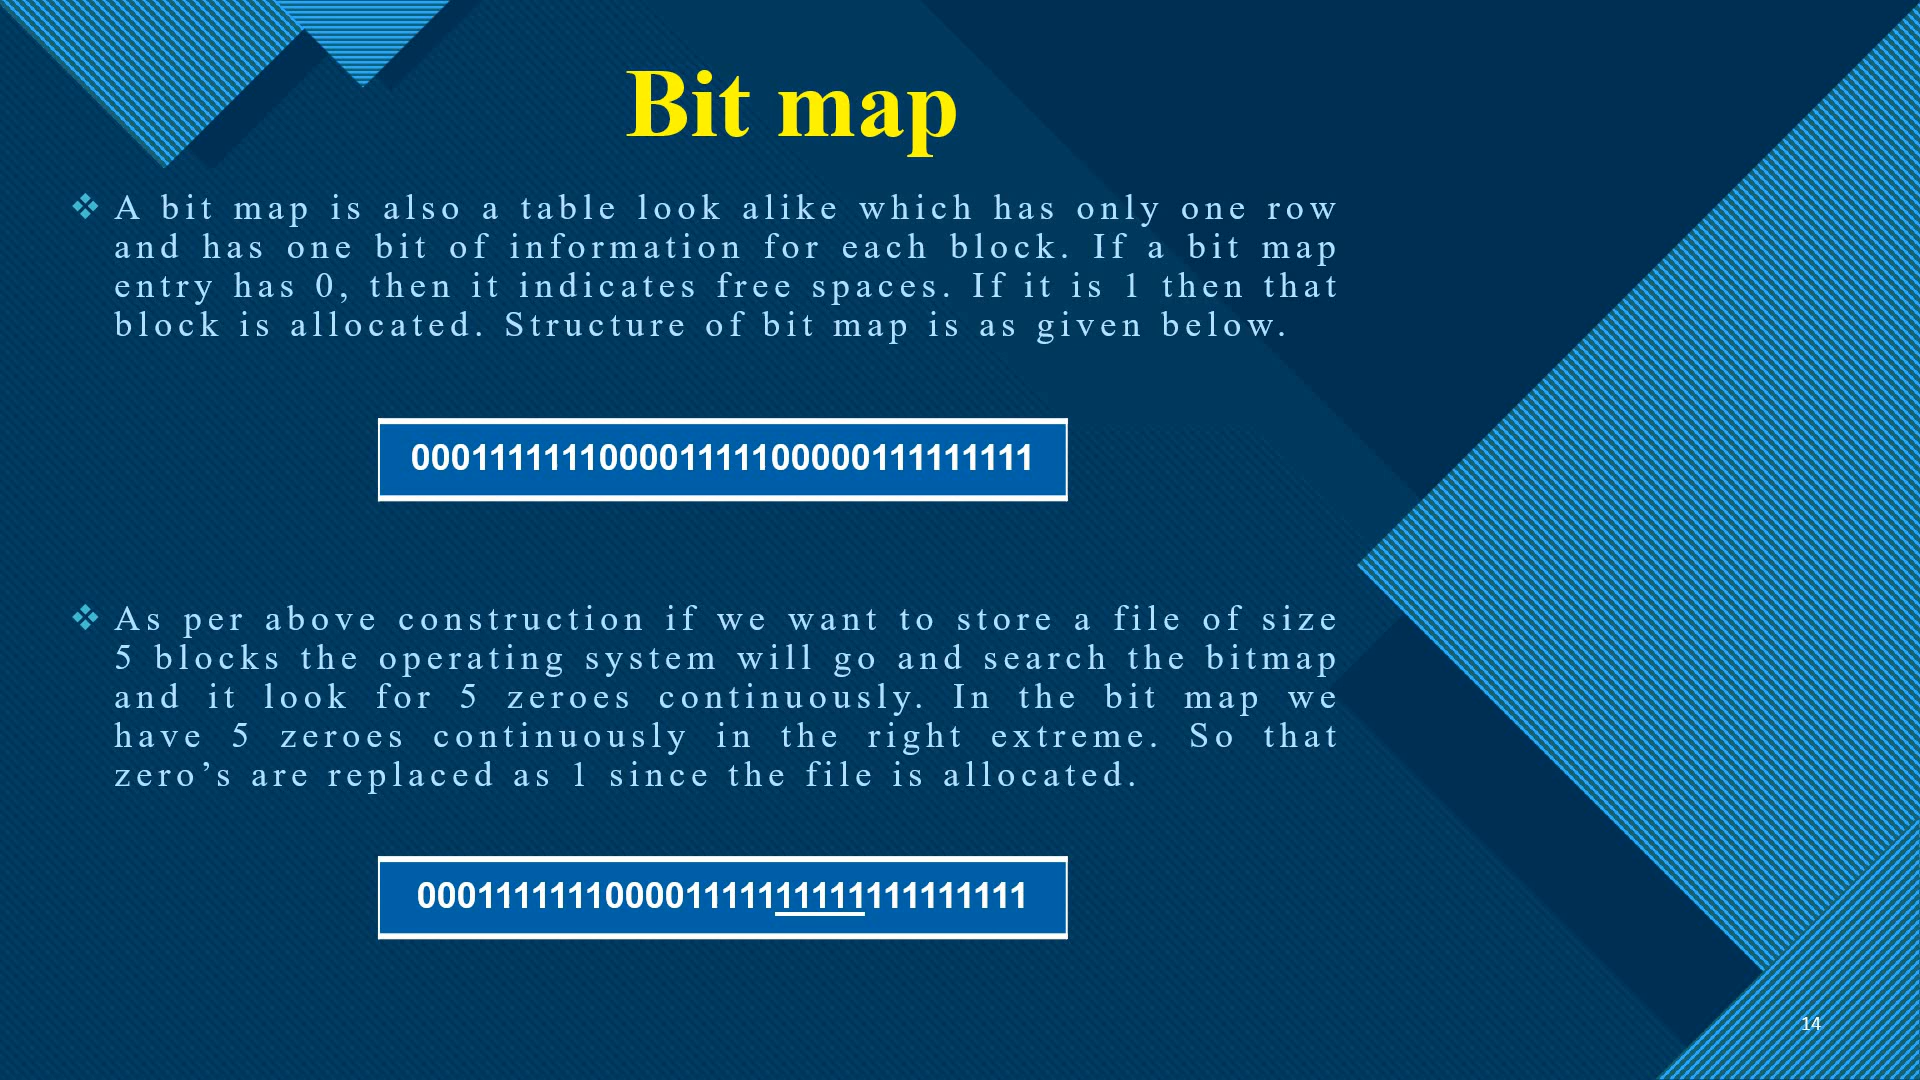 Bit map
❖ A bit map is also a table look alike which has only one row
and has one bit of information for each block. If a bit map
entry has 0, then it indicates free spaces. If it is 1 then that
block is allocated. Structure of bit map is as given below.
000111111100001111100000111111111
❖ As per above construction if we want to store a file of size
5 blocks the operating system will go and search the bitmap
and it look for 5 zeroes continuously. In the bit map we
have 5 zeroes continuously in the right extreme. So that
zero’s are replaced as 1 since the file is allocated.
000111111100001111111111111111111
14